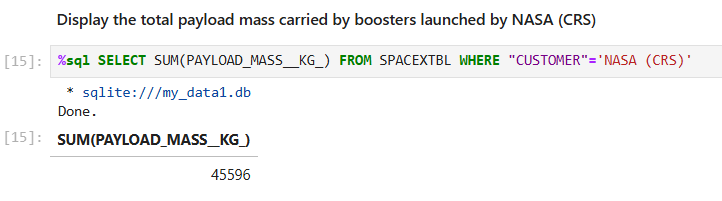 Display the total payload mass carried by boosters launched by NASA (CRS)
[15]: %sql SELECT SUM(PAYLOAD_MASS__KG_) FROM SPACEXTBL WHERE "CUSTOMER"='NASA (CRS)'
* sqlite:///my_data1.db
Done.
[15]: SUM(PAYLOAD_MASS__KG_)
45596